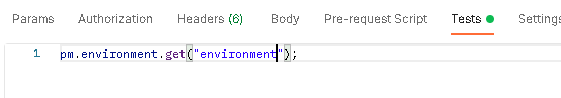 Params Authorization Headers (6) Body Pre-request Script Tests Settings
1 pm.environment.get("environment");